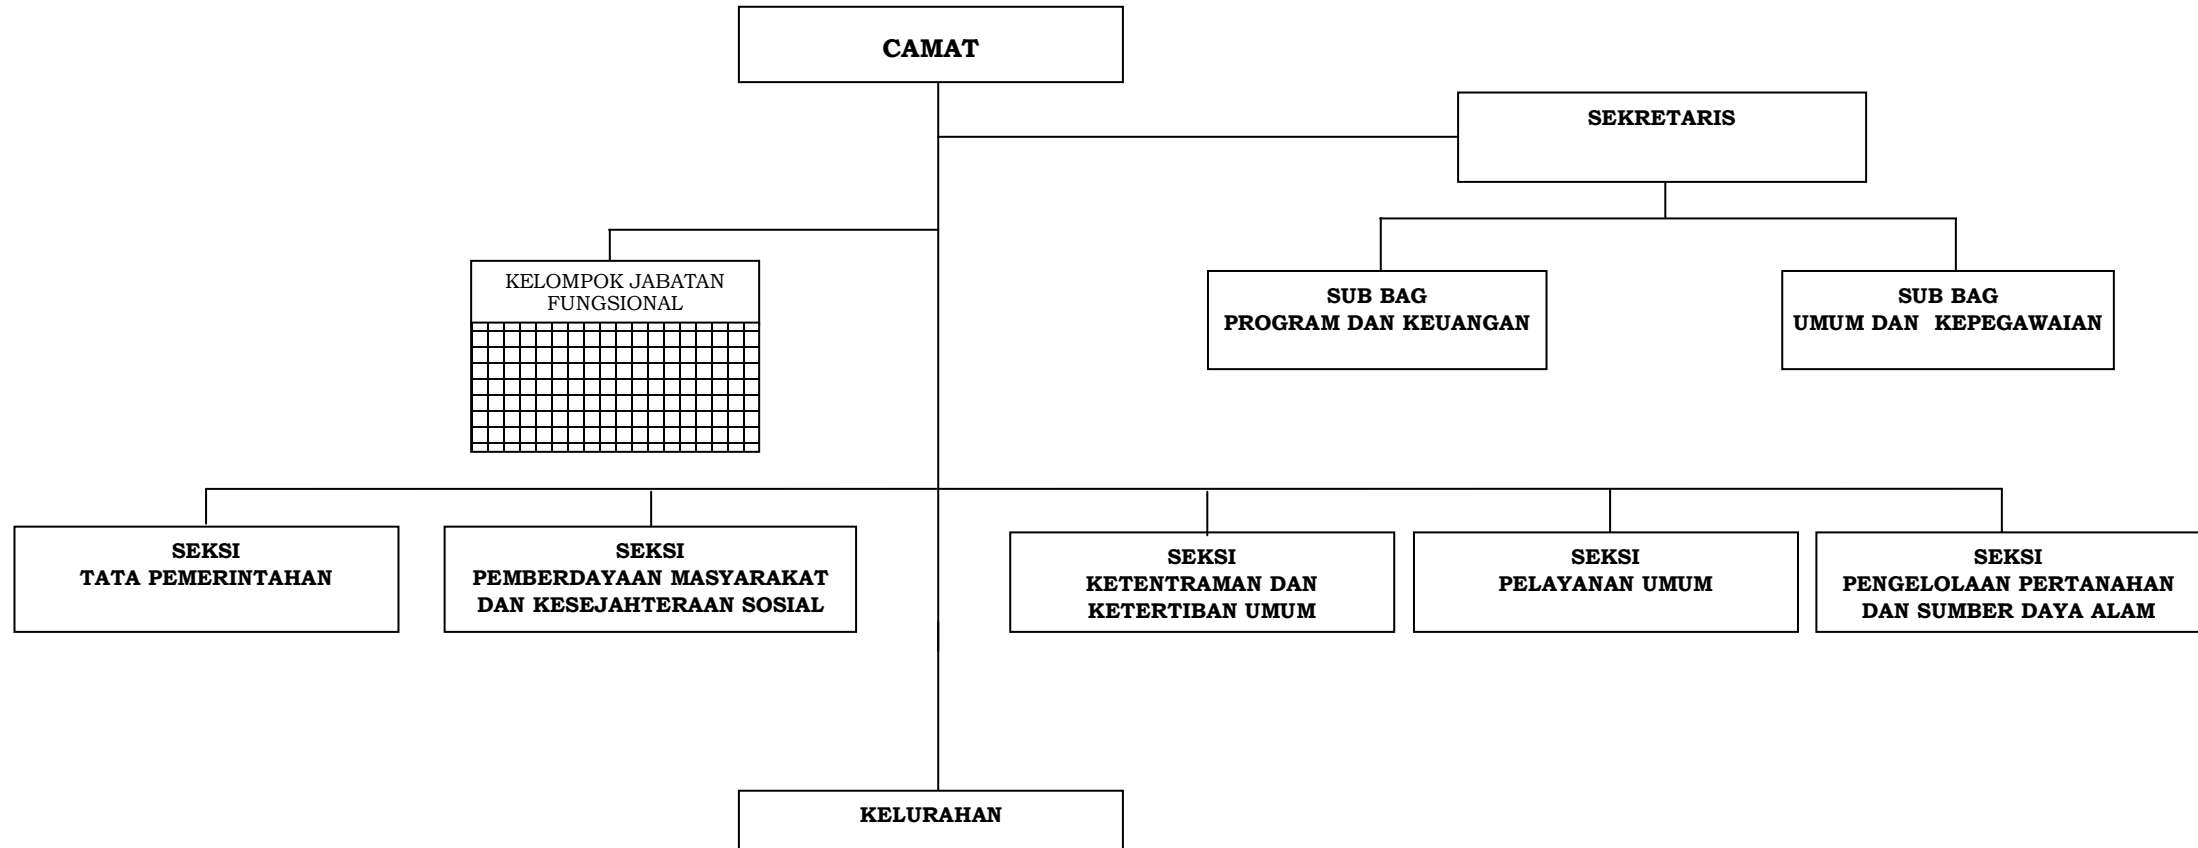 CAMAT
SEKRETARIS
KELOMPOK JABATAN
FUNGSIONAL
SUB BAG
PROGRAM DAN KEUANGAN
SUB BAG
UMUM DAN  KEPEGAWAIAN
SEKSI
TATA PEMERINTAHAN
SEKSI
PEMBERDAYAAN MASYARAKAT
DAN KESEJAHTERAAN SOSIAL
SEKSI
KETENTRAMAN DAN
KETERTIBAN UMUM
SEKSI
PELAYANAN UMUM
SEKSI
PENGELOLAAN PERTANAHAN
DAN SUMBER DAYA ALAM
KELURAHAN